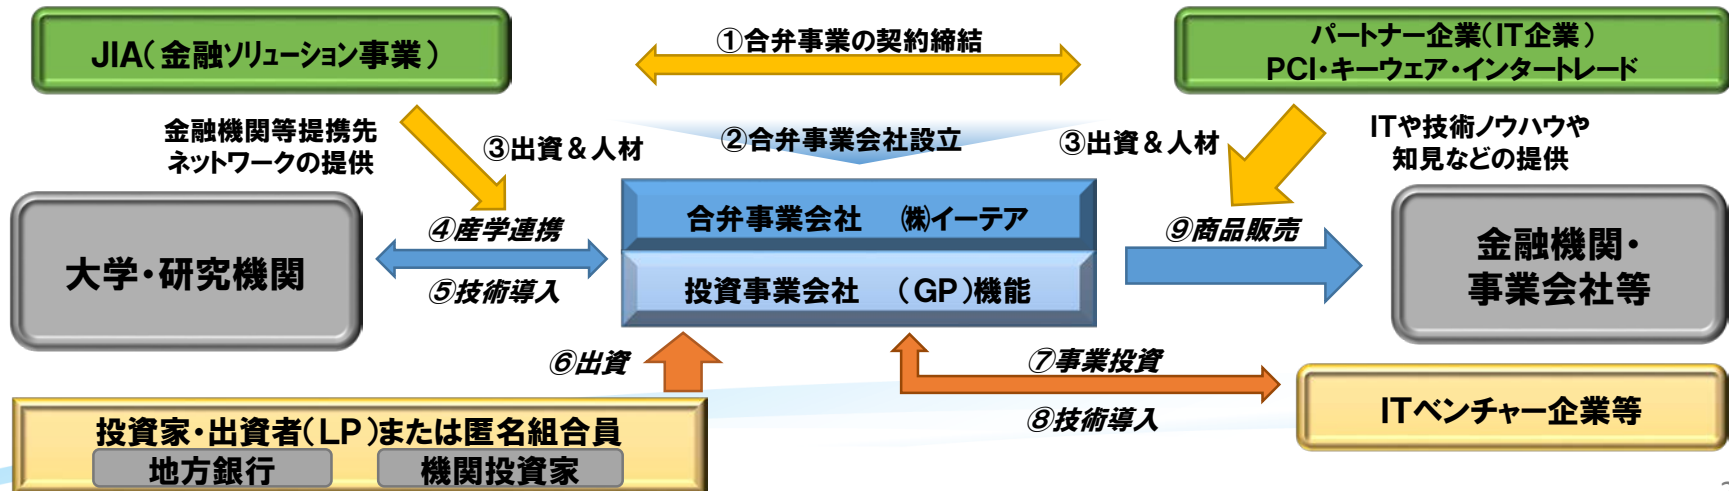 JIA(金融ソリューション事業)
①合弁事業の契約締結
パートナー企業(IT企業)
PCI・キーウェア・インタートレード
金融機関等提携先
ネットワークの提供
③出資&人材
②合弁事業会社設立
③出資&人材
ITや技術ノウハウや
知見などの提供
大学・研究機関
④産学連携
⑤技術導入
合弁事業会社 ㈱イーテア
投資事業会社 (GP)機能
⑨商品販売
金融機関・
事業会社等
⑥出資
⑦事業投資
⑧技術導入
ITベンチャー企業等
投資家・出資者(LP)または匿名組合員
地方銀行
機関投資家